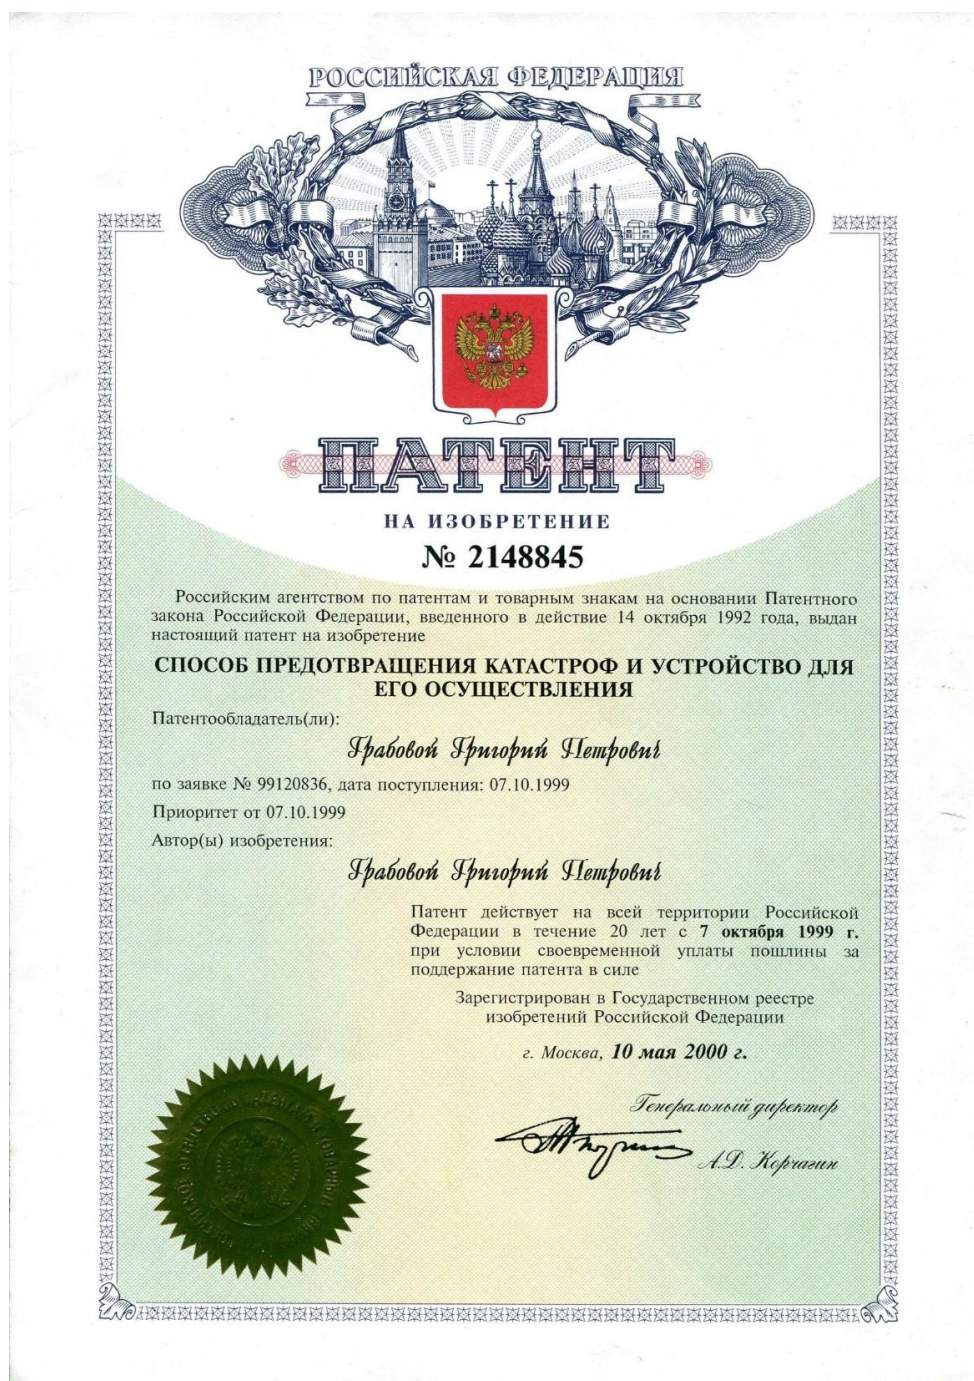 РОССИЙСКАЯ ФЕДЕРАЦИЯ
ПАТЕНТ
НА ИЗОБРЕТЕНИЕ
№ 2148845
Российским агентством по патентам и товарным знакам на основании Патентного
закона Российской Федерации, введенного в действие 14 октября 1992 года, выдан
настоящий патент на изобретение
СПОСОБ ПРЕДОТВРАЩЕНИЯ КАТАСТРОФ И УСТРОЙСТВО ДЛЯ
ЕГО ОСУЩЕСТВЛЕНИЯ
Патентообладатель(ли):
Грабовой Григорий Петрович
по заявке № 99120836, дата поступления: 07.10.1999
Приоритет от 07.10.1999
Автор(ы) изобретения:
Грабовой Григорий Петрович
Патент действует на всей территории Российской
Федерации в течение 20 лет с 7 октября 1999 г.
при условии своевременной уплаты пошлины за
поддержание патента в силе
Зарегистрирован в Государственном реестре
изобретений Российской Федерации
г. Москва, 10 мая 2000 г.
Генеральный директор
А.Д. Корчагин